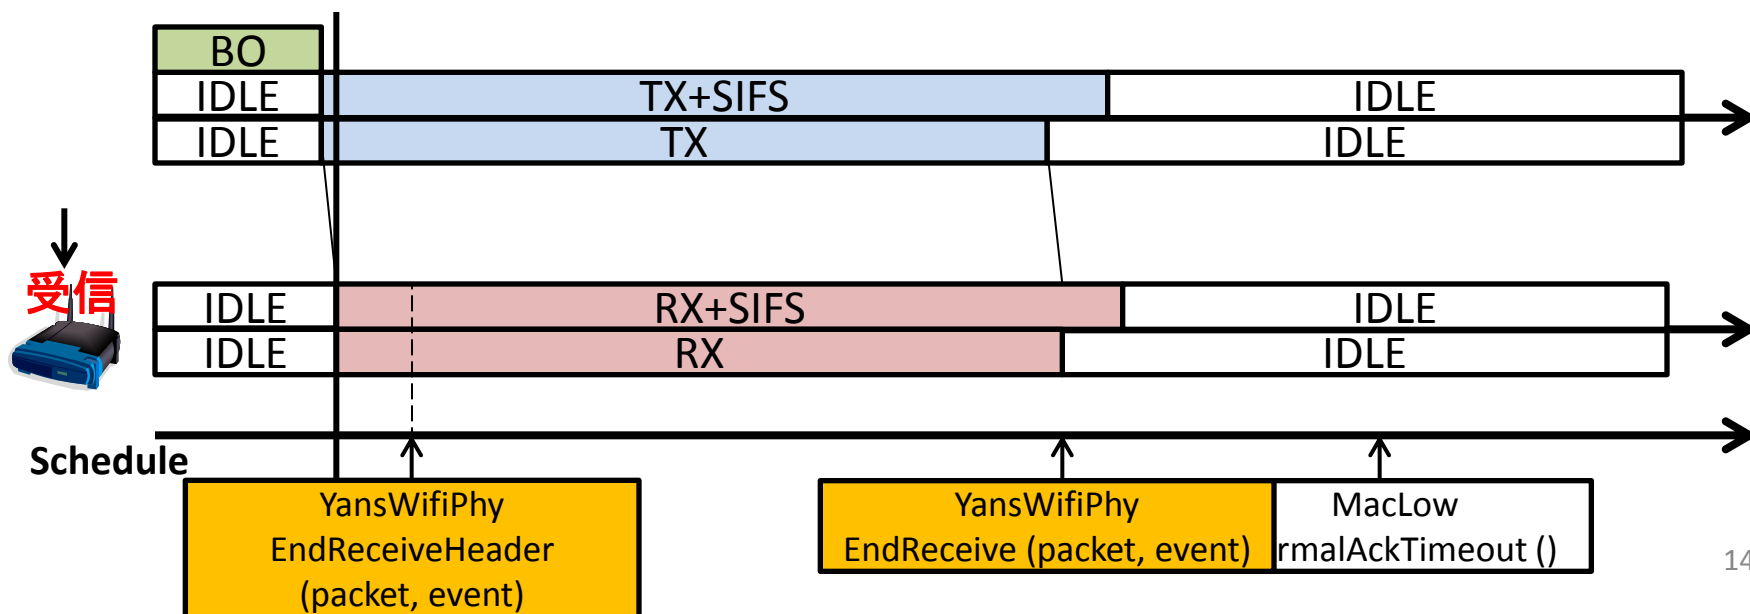 BO
IDLE TX+SIFS IDLE
IDLE TX IDLE
受信
IDLE RX+SIFS IDLE
IDLE RX IDLE
Schedule
YansWifiPhy
EndReceiveHeader
(packet, event)
YansWifiPhy
EndReceive (packet, event)
MacLow
rmalAckTimeout ()
14